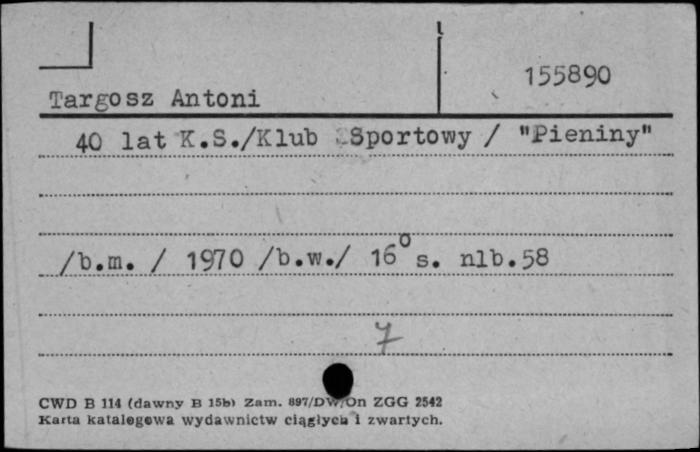 155890
Targosz Antoni
40 lat K.S./Klub Sportowy / "Pieniny"
/b.m. / 1970 /b.w./ 16° s. nlb.58
7
CWD B 114 (dawny B 15b) Zam. 897/DW/On ZGG 2542
Karta katalogowa wydawnictw ciągłych i zwartych.